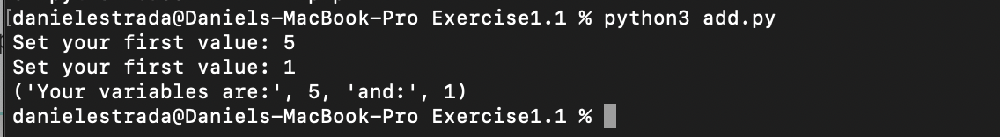 [danielestrada@Daniels-MacBook-Pro Exercise1.1 % python3 add.py
Set your first value: 5
Set your first value: 1
('Your variables are:', 5, 'and:', 1)
danielestrada@Daniels-MacBook-Pro Exercise1.1 %